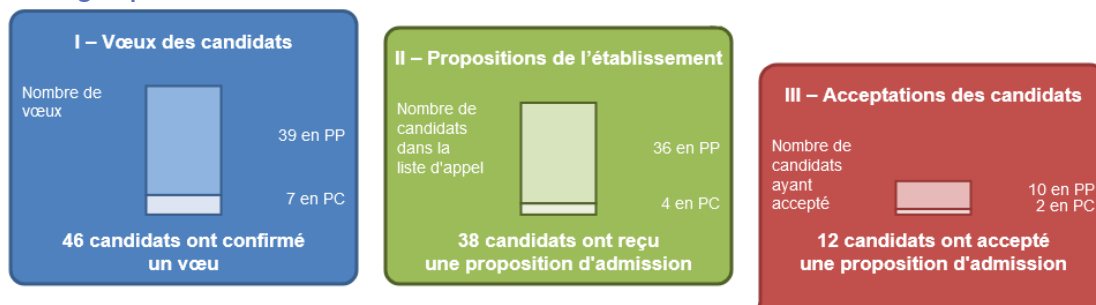 I – Vœux des candidats
Nombre de
vœux
39 en PP
7 en PC
46 candidats ont confirmé
un vœu
II – Propositions de l'établissement
Nombre de
candidats
dans la
liste d'appel
36 en PP
4 en PC
38 candidats ont reçu
une proposition d'admission
III – Acceptations des candidats
Nombre de
candidats
ayant
accepté
10 en PP
2 en PC
12 candidats ont accepté
une proposition d'admission